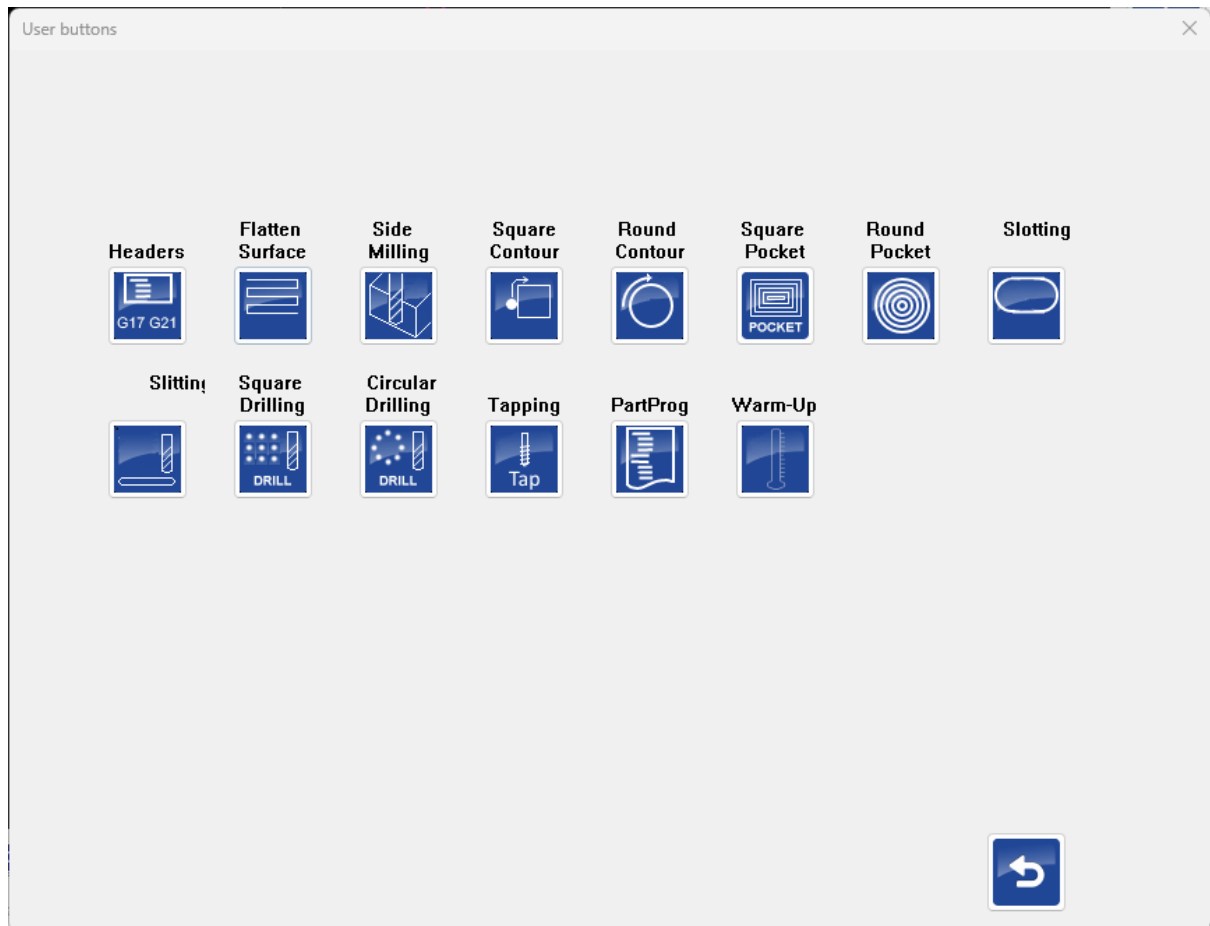 User buttons
Headers
Flatten
Surface
Side
Milling
Square
Contour
Round
Contour
Square
Pocket
Round
Pocket
Slotting
G17 G21
POCKET
Slitting
Square
Drilling
Circular
Drilling
Tapping
PartProg
Warm-Up
DRILL
DRILL
Tap